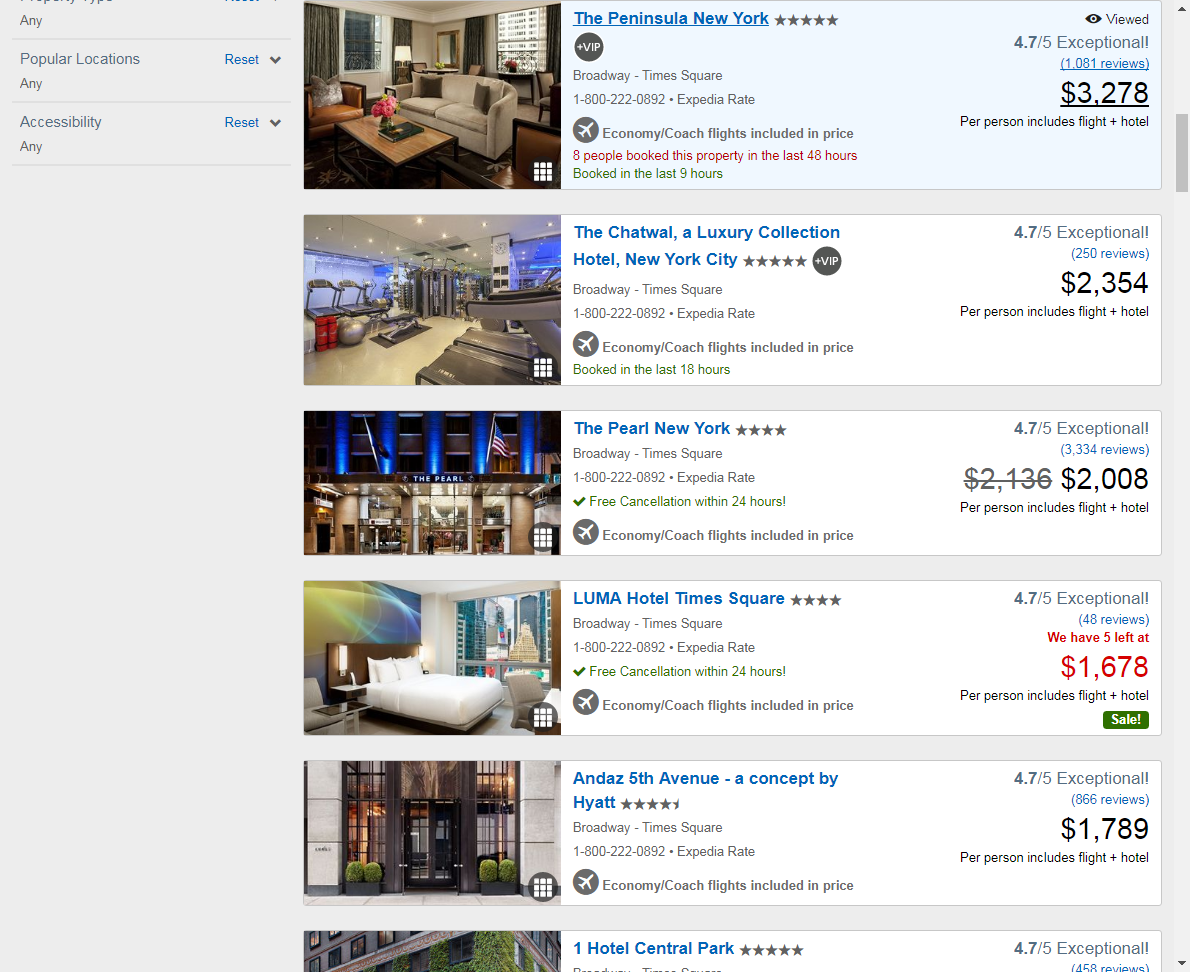 Any
Popular Locations
Reset
Any
Accessibility
Reset
Any
The Peninsula New York
+VIP
Broadway - Times Square
1-800-222-0892 • Expedia Rate
Economy/Coach flights included in price
8 people booked this property in the last 48 hours
Booked in the last 9 hours
Viewed
4.7/5 Exceptional!
(1,081 reviews)
$3,278
Per person includes flight + hotel
The Chatwal, a Luxury Collection
Hotel, New York City
+VIP
Broadway - Times Square
1-800-222-0892 • Expedia Rate
Economy/Coach flights included in price
Booked in the last 18 hours
4.7/5 Exceptional!
(250 reviews)
$2,354
Per person includes flight + hotel
THE PEARL
The Pearl New York
Broadway - Times Square
1-800-222-0892 • Expedia Rate
Free Cancellation within 24 hours!
Economy/Coach flights included in price
4.7/5 Exceptional!
(3,334 reviews)
$2,136 $2,008
Per person includes flight + hotel
LUMA Hotel Times Square
Broadway - Times Square
1-800-222-0892 • Expedia Rate
Free Cancellation within 24 hours!
Economy/Coach flights included in price
4.7/5 Exceptional!
(48 reviews)
We have 5 left at
$1,678
Per person includes flight + hotel
Sale!
Andaz 5th Avenue - a concept by
Hyatt
Broadway - Times Square
1-800-222-0892 • Expedia Rate
Economy/Coach flights included in price
4.7/5 Exceptional!
(866 reviews)
$1,789
Per person includes flight + hotel
1 Hotel Central Park
4.7/5 Exceptional!
(458 reviews)